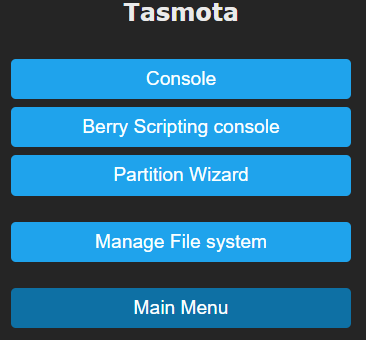 Tasmota
Console
Berry Scripting console
Partition Wizard
Manage File system
Main Menu